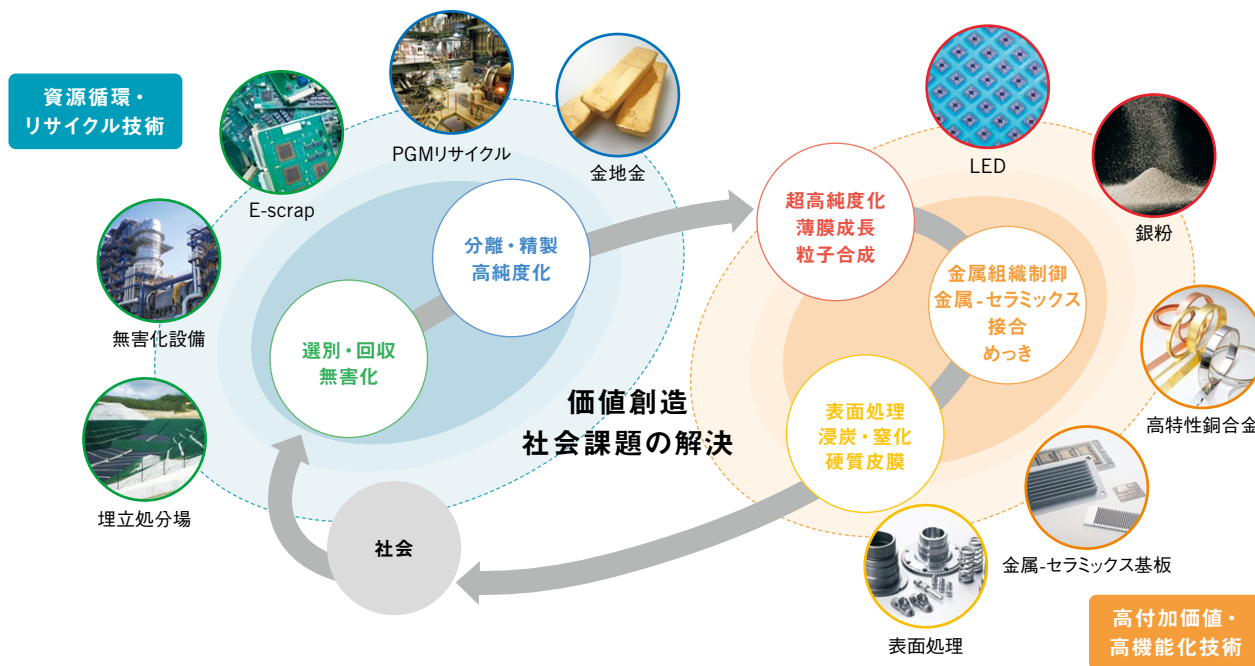 資源循環・
リサイクル技術
E-scrap
PGMリサイクル
金地金
無害化設備
埋立処分場
選別・回収
無害化
分離・精製
高純度化
価値創造
社会課題の解決
社会
超高純度化
薄膜成長
粒子合成
金属組織制御
金属-セラミックス
接合
めっき
表面処理
浸炭・窒化
硬質皮膜
LED
銀粉
高特性銅合金
金属-セラミックス基板
表面処理
高付加価値・
高機能化技術